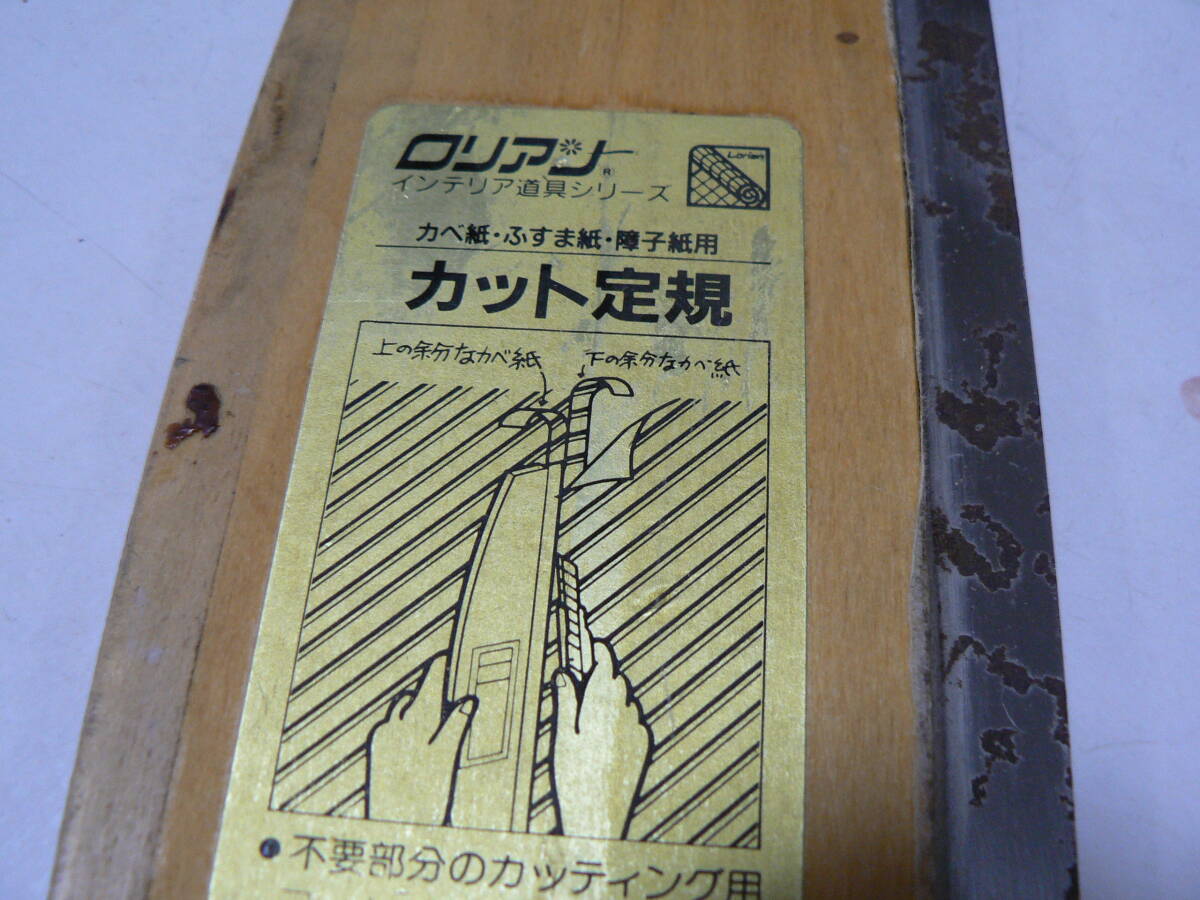 ロリアン®
Lorian
インテリア道具シリーズ
カベ紙・ふすま紙・障子紙用
カット定規
上の余分なカベ紙
下の余分なカベ紙
●不要部分のカッティング用